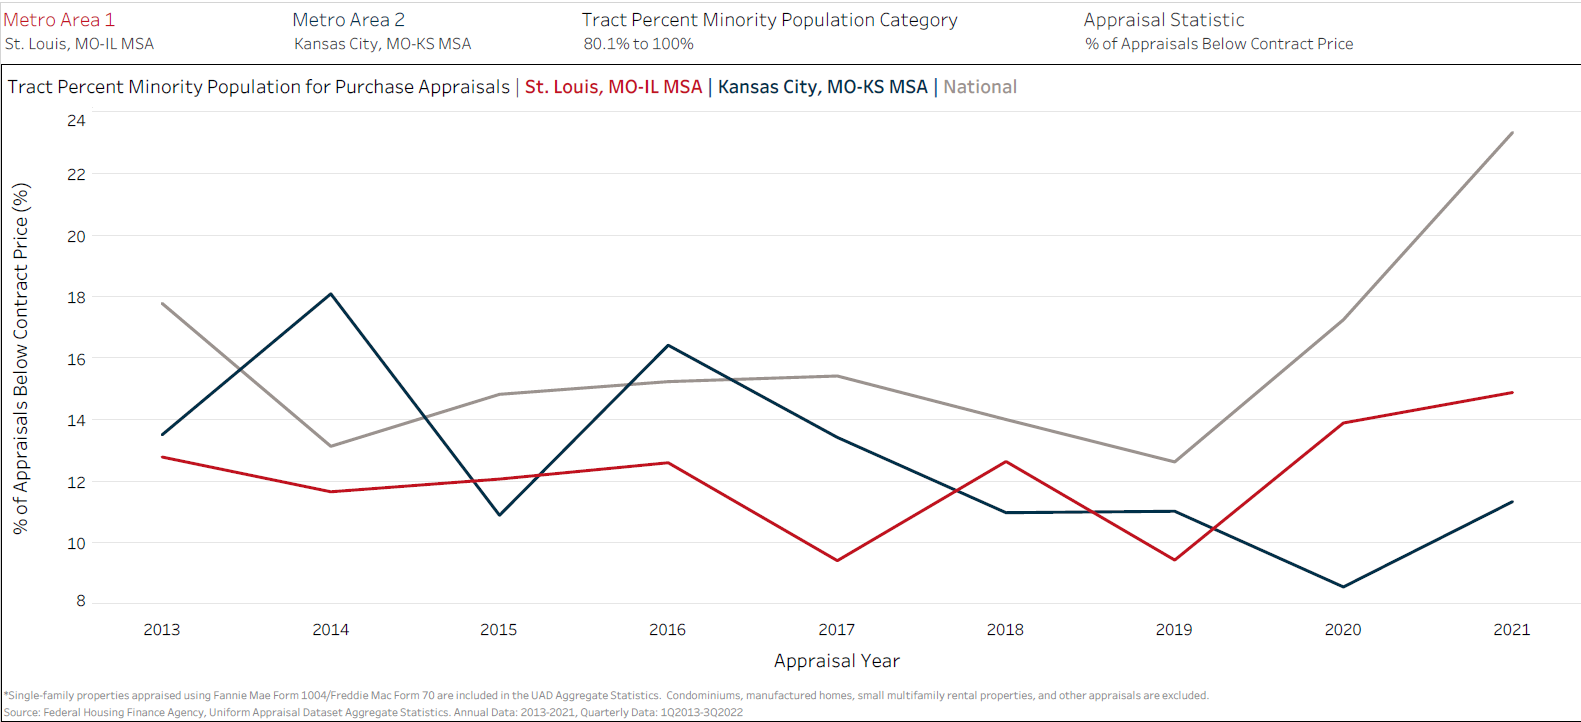 Metro Area 1 Metro Area 2 Tract Percent Minority Population Category Appraisal Statistic
St. Louis, MO-IL MSA Kansas City, MO-KS MSA 80.1% to 100% % of Appraisals Below Contract Price
Tract Percent Minority Population for Purchase Appraisals | St. Louis, MO-IL MSA | Kansas City, MO-KS MSA | National
% of Appraisals Below Contract Price (%)
24
22
20
18
16
14
12
10
8
2013 2014 2015 2016 2017 2018 2019 2020 2021
Appraisal Year
*Single-family properties appraised using Fannie Mae Form 1004/Freddie Mac Form 70 are included in the UAD Aggregate Statistics. Condominiums, manufactured homes, small multifamily rental properties, and other appraisals are excluded.
Source: Federal Housing Finance Agency, Uniform Appraisal Dataset Aggregate Statistics. Annual Data: 2013-2021, Quarterly Data: 1Q2013-3Q2022